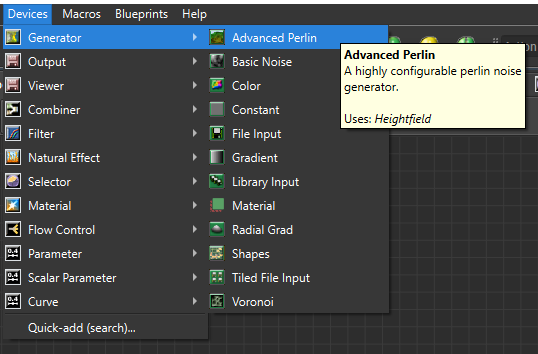 Devices Macros Blueprints Help
Generator
Output
Viewer
Combiner
Filter
Natural Effect
Selector
Material
Flow Control
Parameter
Scalar Parameter
Curve
Quick-add (search)...
Advanced Perlin
Basic Noise
Color
Constant
File Input
Gradient
Library Input
Material
Radial Grad
Shapes
Tiled File Input
Voronoi
Advanced Perlin
A highly configurable perlin noise
generator.
Uses: Heightfield